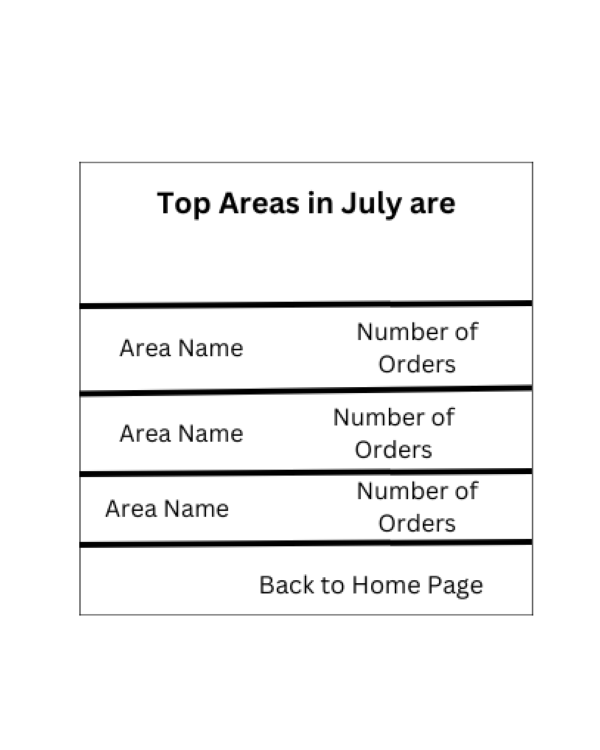 Top Areas in July are
Area Name
Number of
Orders
Area Name
Number of
Orders
Area Name
Number of
Orders
Back to Home Page